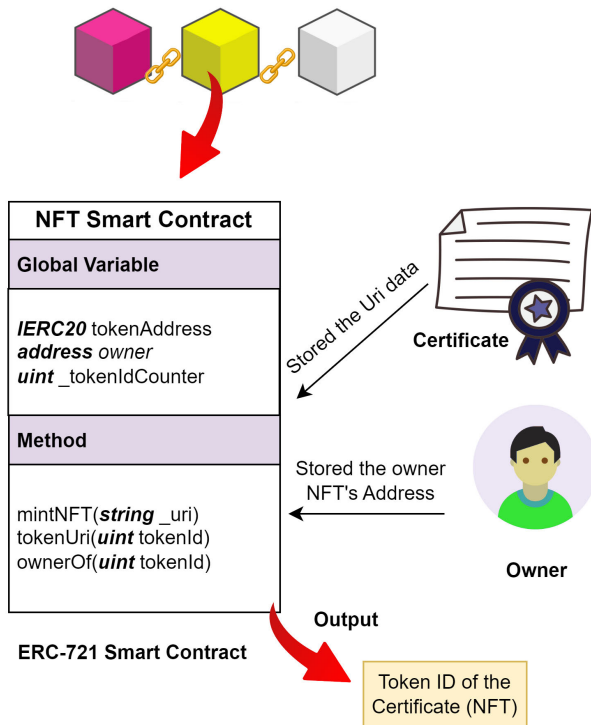 NFT Smart Contract
Global Variable
IERC20 tokenAddress
address owner
uint _tokenIdCounter
Method
mintNFT(string _uri)
tokenUri(uint tokenId)
ownerOf(uint tokenId)
ERC-721 Smart Contract
Stored the Uri data
Certificate
Stored the owner
NFT's Address
Owner
Output
Token ID of the
Certificate (NFT)